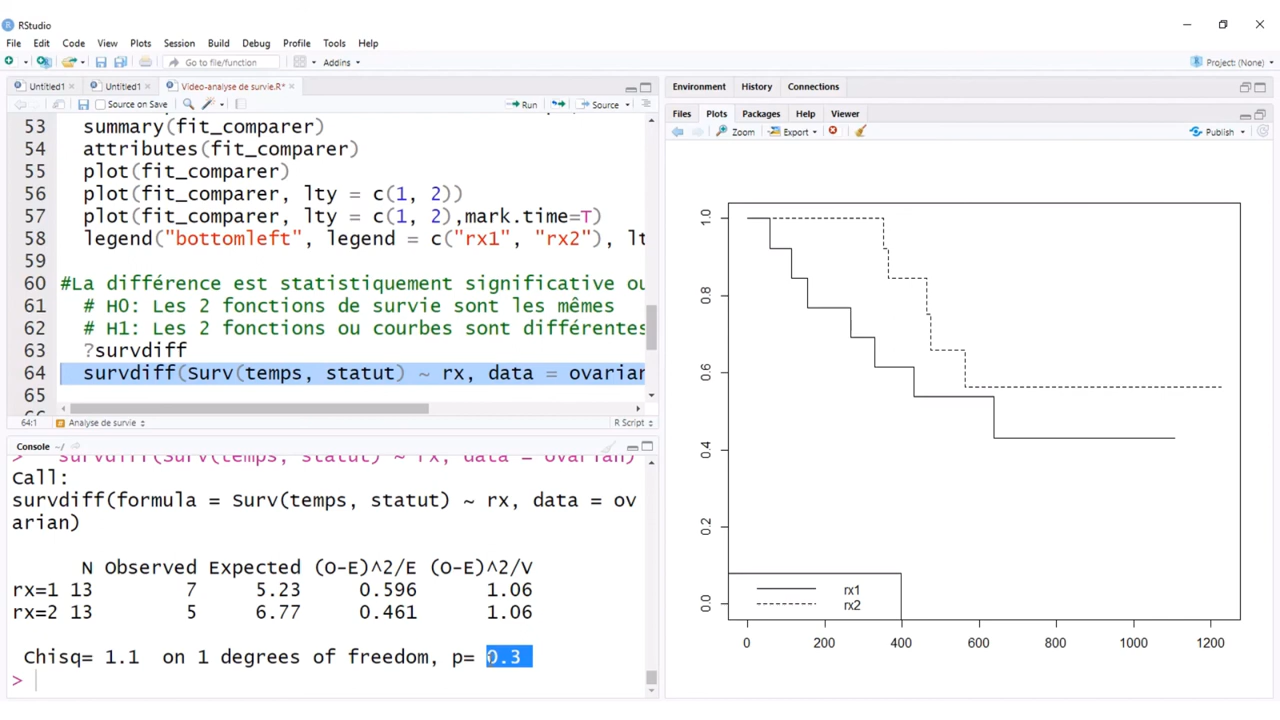 RStudio
File Edit Code View Plots Session Build Debug Profile Tools Help
Go to file/function Addins Project: (None)
Untitled1 × Untitled1 × Video-analyse de survie.R* ×
Source on Save Run Source
53 summary(fit_comparer)
54 attributes(fit_comparer)
55 plot(fit_comparer)
56 plot(fit_comparer, lty = c(1, 2))
57 plot(fit_comparer, lty = c(1, 2),mark.time=T)
58 legend("bottomleft", legend = c("rx1", "rx2"), lt
59
60 #La différence est statistiquement significative ou
61 # H0: Les 2 fonctions de survie sont les mêmes
62 # H1: Les 2 fonctions ou courbes sont différentes
63 ?survdiff
64 survdiff(Surv(temps, statut) ~ rx, data = ovarian
65
64:1 Analyse de survie R Script
Console ~/
> survdiff(Surv(temps, statut) ~ rx, data = ovarian)
Call:
survdiff(formula = Surv(temps, statut) ~ rx, data = ov
arian)
N Observed Expected (O-E)^2/E (O-E)^2/V
rx=1 13 7 5.23 0.596 1.06
rx=2 13 5 6.77 0.461 1.06
Chisq= 1.1 on 1 degrees of freedom, p= 0.3
>
Environment History Connections
Files Plots Packages Help Viewer
Zoom Export Publish
1.0
0.8
0.6
0.4
0.2
0.0
rx1
rx2
0 200 400 600 800 1000 1200